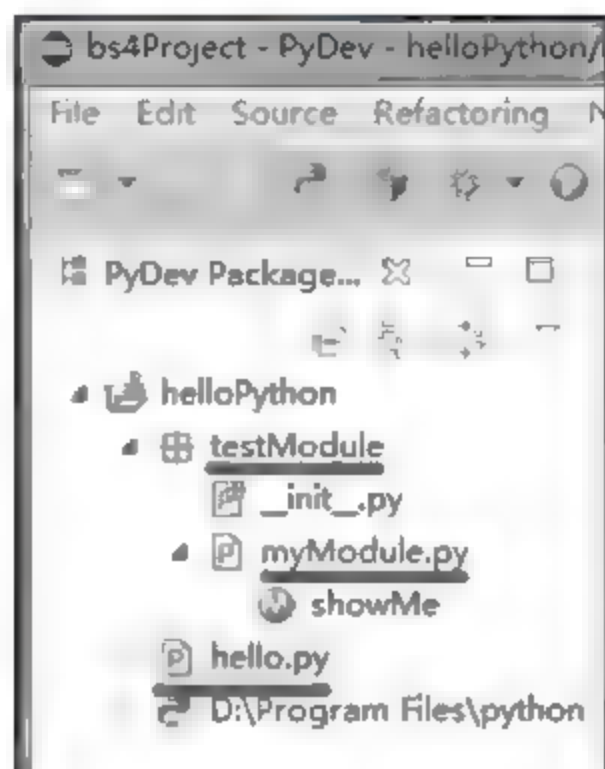 bs4Project - PyDev - helloPython/
File Edit Source Refactoring N
PyDev Package...
helloPython
testModule
__init__.py
myModule.py
showMe
hello.py
D:\Program Files\python